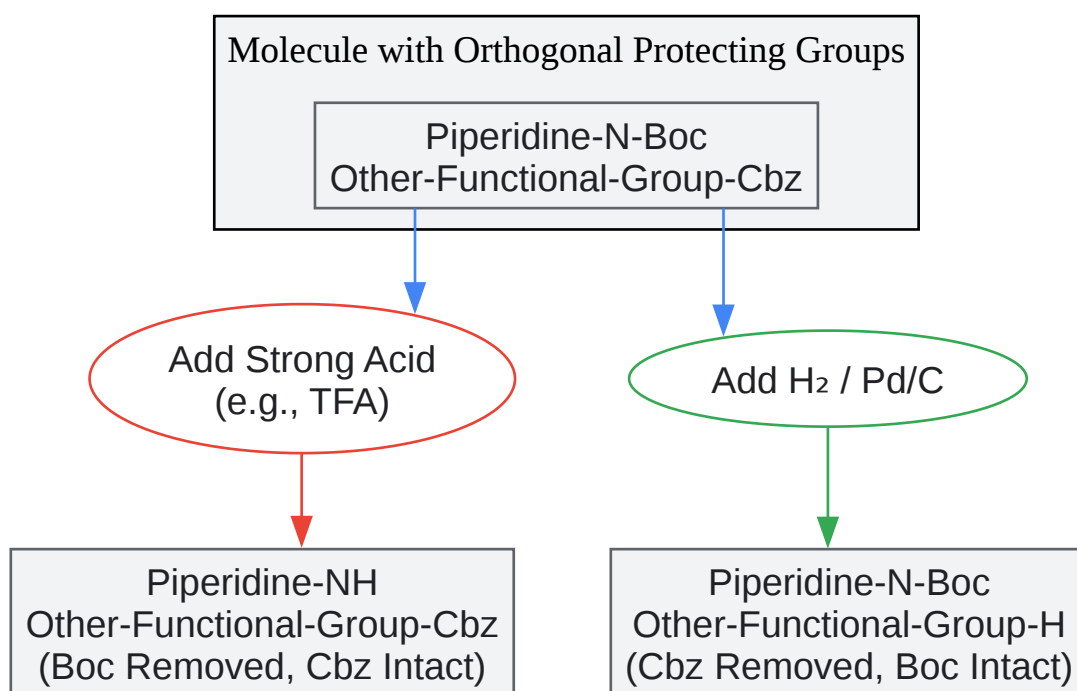 Molecule with Orthogonal Protecting Groups
Piperidine-N-Boc
Other-Functional-Group-Cbz
Add Strong Acid
(e.g., TFA)
Add H₂ / Pd/C
Piperidine-NH
Other-Functional-Group-Cbz
(Boc Removed, Cbz Intact)
Piperidine-N-Boc
Other-Functional-Group-H
(Cbz Removed, Boc Intact)